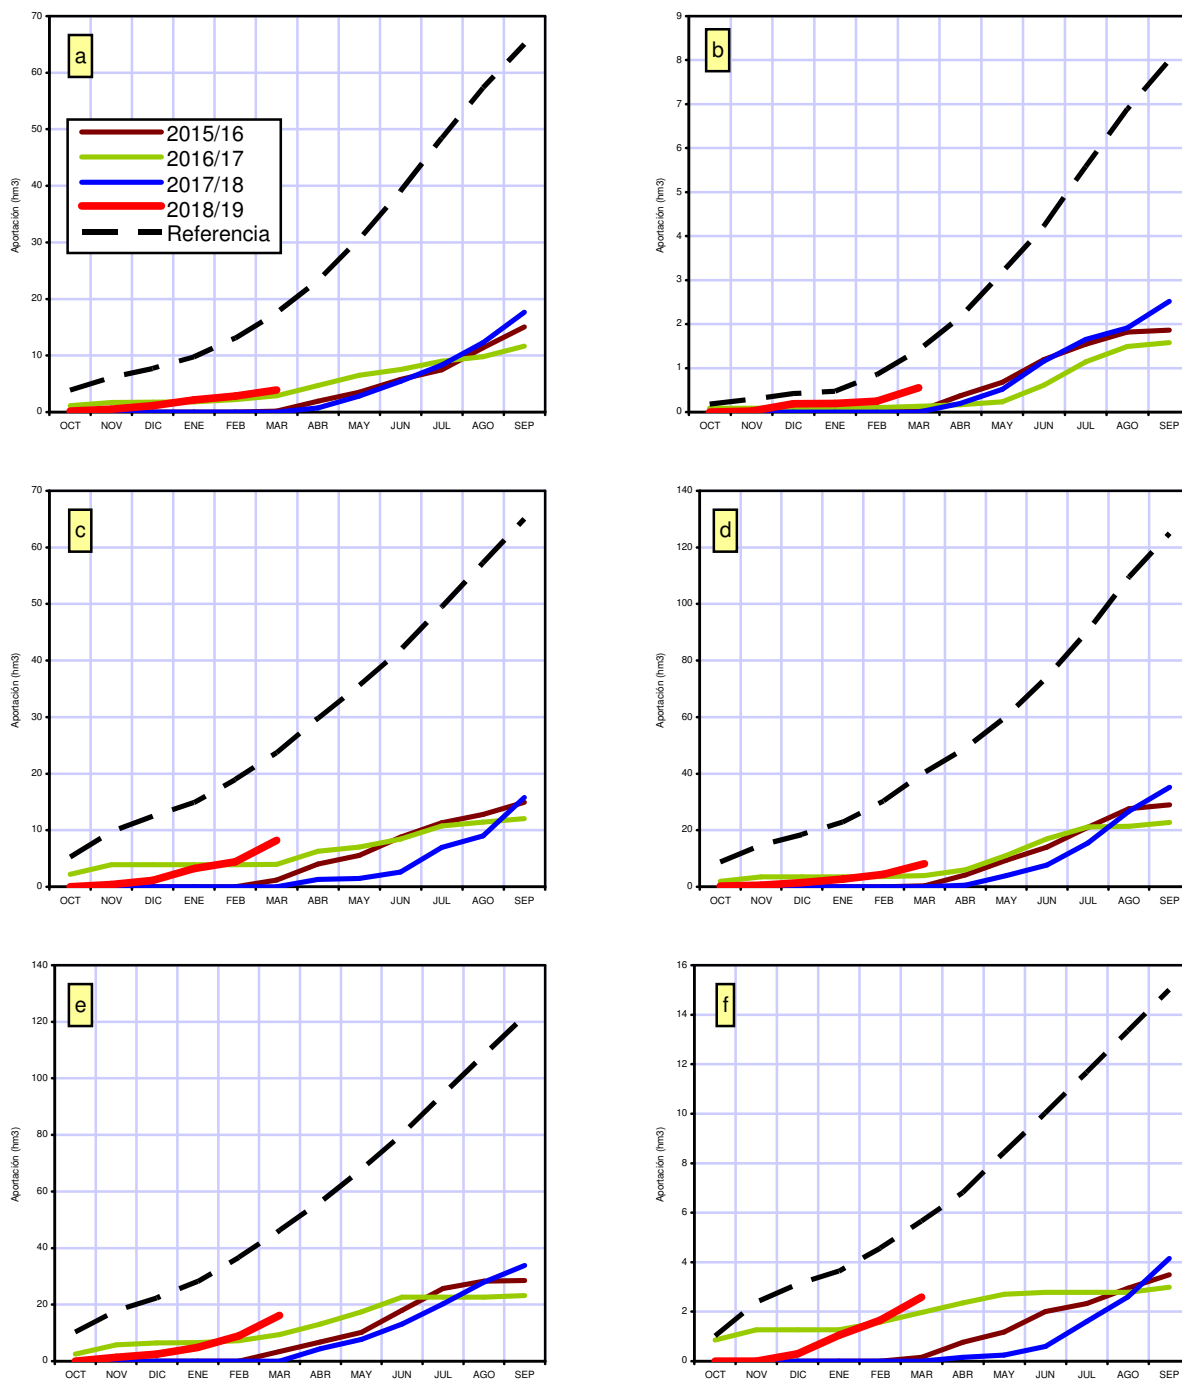 a
Aportación (hm3)
70
60
50
40
30
20
10
0
2015/16
2016/17
2017/18
2018/19
Referencia
OCT NOV DIC ENE FEB MAR ABR MAY JUN JUL AGO SEP
b
Aportación (hm3)
9
8
7
6
5
4
3
2
1
0
OCT NOV DIC ENE FEB MAR ABR MAY JUN JUL AGO SEP
c
Aportación (hm3)
70
60
50
40
30
20
10
0
OCT NOV DIC ENE FEB MAR ABR MAY JUN JUL AGO SEP
d
Aportación (hm3)
140
120
100
80
60
40
20
0
OCT NOV DIC ENE FEB MAR ABR MAY JUN JUL AGO SEP
e
Aportación (hm3)
140
120
100
80
60
40
20
0
OCT NOV DIC ENE FEB MAR ABR MAY JUN JUL AGO SEP
f
Aportación (hm3)
16
14
12
10
8
6
4
2
0
OCT NOV DIC ENE FEB MAR ABR MAY JUN JUL AGO SEP